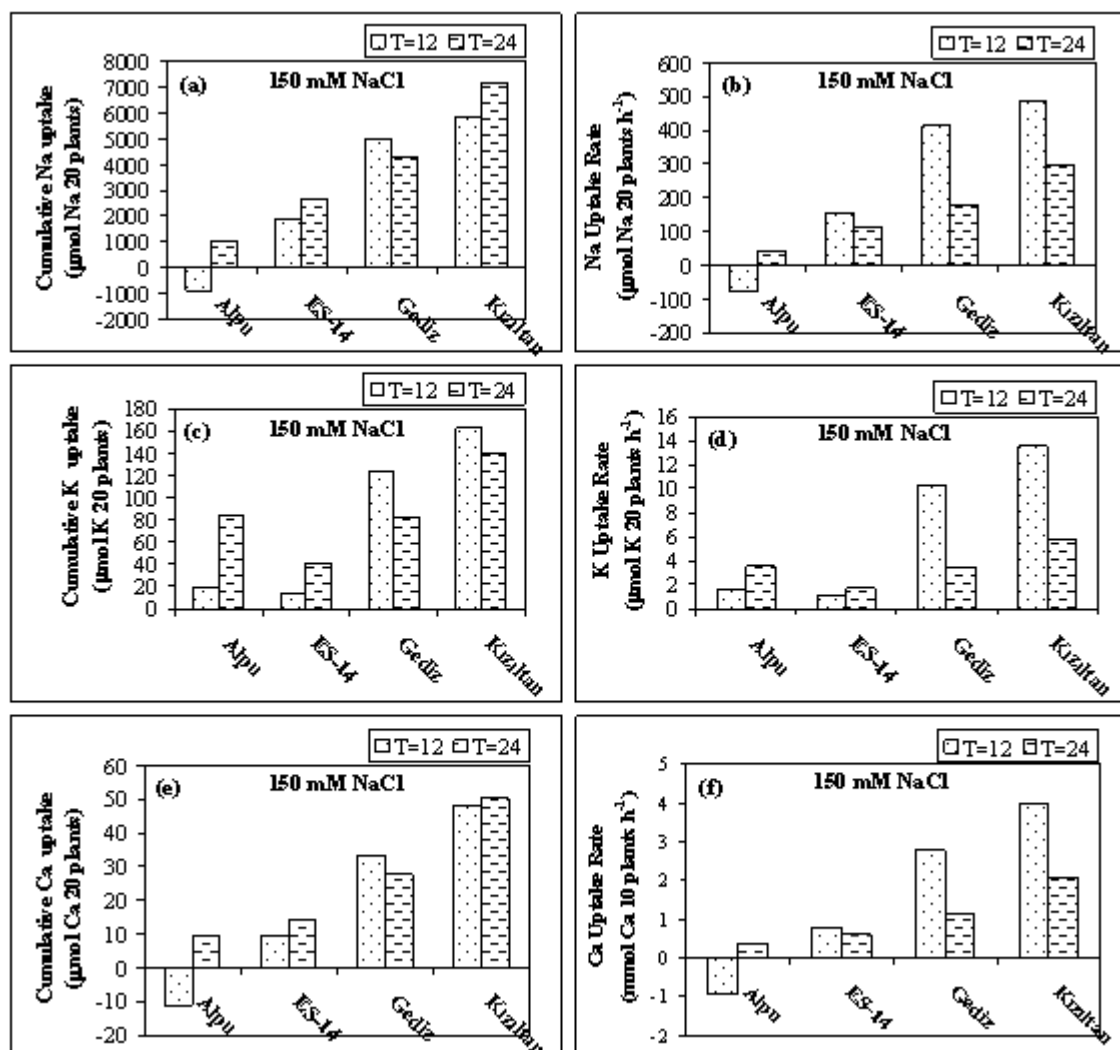 T=12 T=24
(a) 150 mM NaCl
Cumulative Na uptake
(µmol Na 20 plants)
8000
7000
6000
5000
4000
3000
2000
1000
0
-1000
-2000
Alpu ES-14 Gediz Kızıltan
T=12 T=24
(b) 150 mM NaCl
Na Uptake Rate
(µmol Na 20 plants h-1)
600
500
400
300
200
100
0
-100
-200
Alpu ES-14 Gediz Kızıltan
T=12 T=24
(c) 150 mM NaCl
Cumulative K uptake
(µmol K 20 plants)
180
160
140
120
100
80
60
40
20
0
Alpu ES-14 Gediz Kızıltan
T=12 T=24
(d) 150 mM NaCl
K Uptake Rate
(µmol K 20 plants h-1)
16
14
12
10
8
6
4
2
0
Alpu ES-14 Gediz Kızıltan
T=12 T=24
(e) 150 mM NaCl
Cumulative Ca uptake
(µmol Ca 20 plants)
60
50
40
30
20
10
0
-10
-20
Alpu ES-14 Gediz Kızıltan
T=12 T=24
(f) 150 mM NaCl
Ca Uptake Rate
(mmol Ca 10 plants h-1)
5
4
3
2
1
0
-1
-2
Alpu ES-14 Gediz Kızıltan